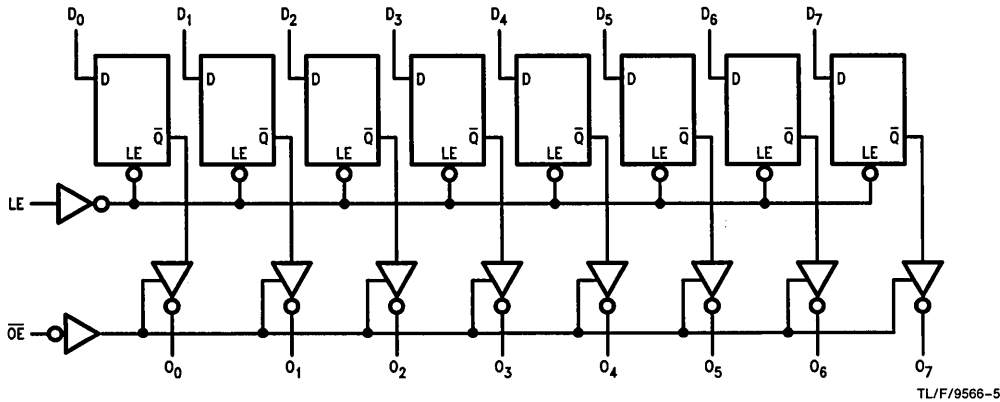 D₀ D₁ D₂ D₃ D₄ D₅ D₆ D₇
D D D D D D D D
Q̅ Q̅ Q̅ Q̅ Q̅ Q̅ Q̅ Q̅
LE LE LE LE LE LE LE LE
LE
O̅E̅
O₀ O₁ O₂ O₃ O₄ O₅ O₆ O₇
TL/F/9566–5